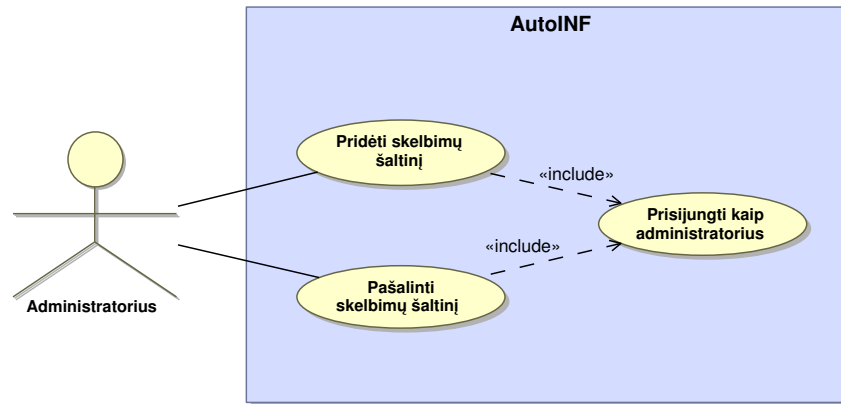 AutoINF
Pridėti skelbimų
šaltinį
«include»
Prisijungti kaip
administratorius
«include»
Pašalinti
skelbimų šaltinį
Administratorius